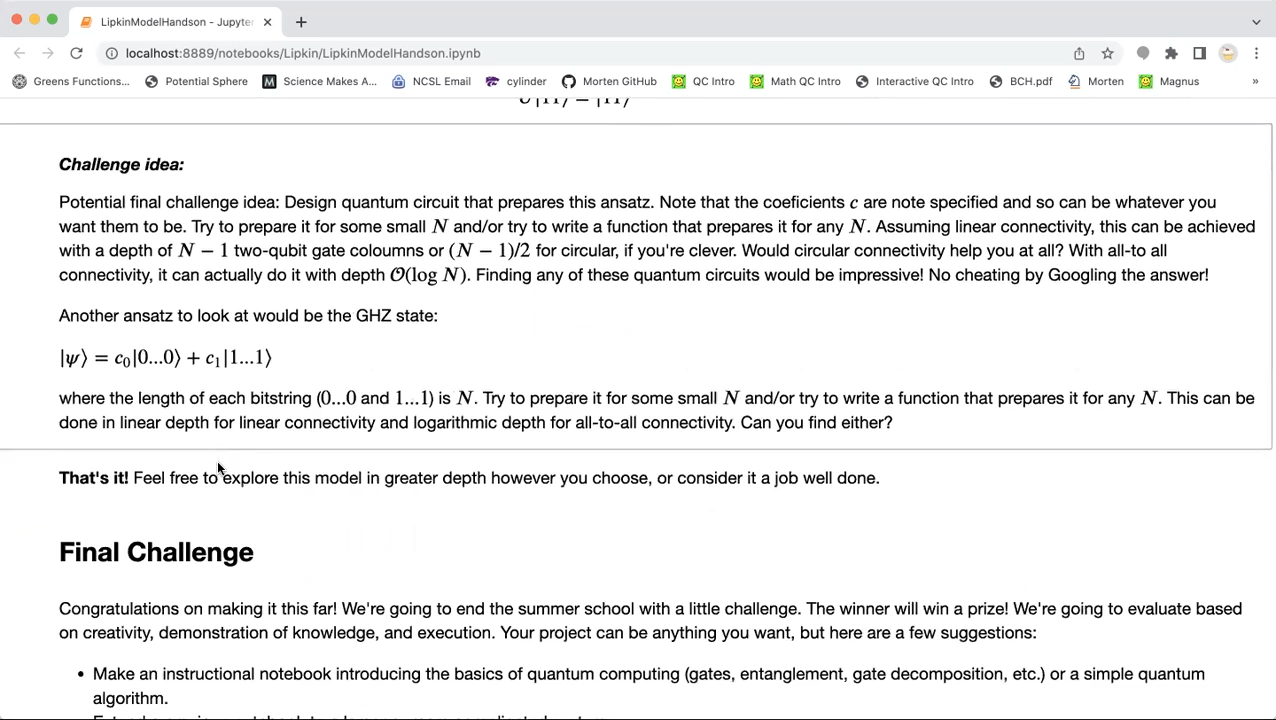 LipkinModelHandson - Jupyte
localhost:8889/notebooks/Lipkin/LipkinModelHandson.ipynb
Greens Functions... Potential Sphere Science Makes A... NCSL Email cylinder Morten GitHub QC Intro Math QC Intro Interactive QC Intro BCH.pdf Morten Magnus »
Challenge idea:
Potential final challenge idea: Design quantum circuit that prepares this ansatz. Note that the coeficients c are note specified and so can be whatever you
want them to be. Try to prepare it for some small N and/or try to write a function that prepares it for any N. Assuming linear connectivity, this can be achieved
with a depth of N − 1 two-qubit gate coloumns or (N − 1)/2 for circular, if you're clever. Would circular connectivity help you at all? With all-to all
connectivity, it can actually do it with depth 𝒪(log N). Finding any of these quantum circuits would be impressive! No cheating by Googling the answer!
Another ansatz to look at would be the GHZ state:
|ψ⟩ = c₀|0...0⟩ + c₁|1...1⟩
where the length of each bitstring (0...0 and 1...1) is N. Try to prepare it for some small N and/or try to write a function that prepares it for any N. This can be
done in linear depth for linear connectivity and logarithmic depth for all-to-all connectivity. Can you find either?
That's it! Feel free to explore this model in greater depth however you choose, or consider it a job well done.
Final Challenge
Congratulations on making it this far! We're going to end the summer school with a little challenge. The winner will win a prize! We're going to evaluate based
on creativity, demonstration of knowledge, and execution. Your project can be anything you want, but here are a few suggestions:
• Make an instructional notebook introducing the basics of quantum computing (gates, entanglement, gate decomposition, etc.) or a simple quantum
algorithm.